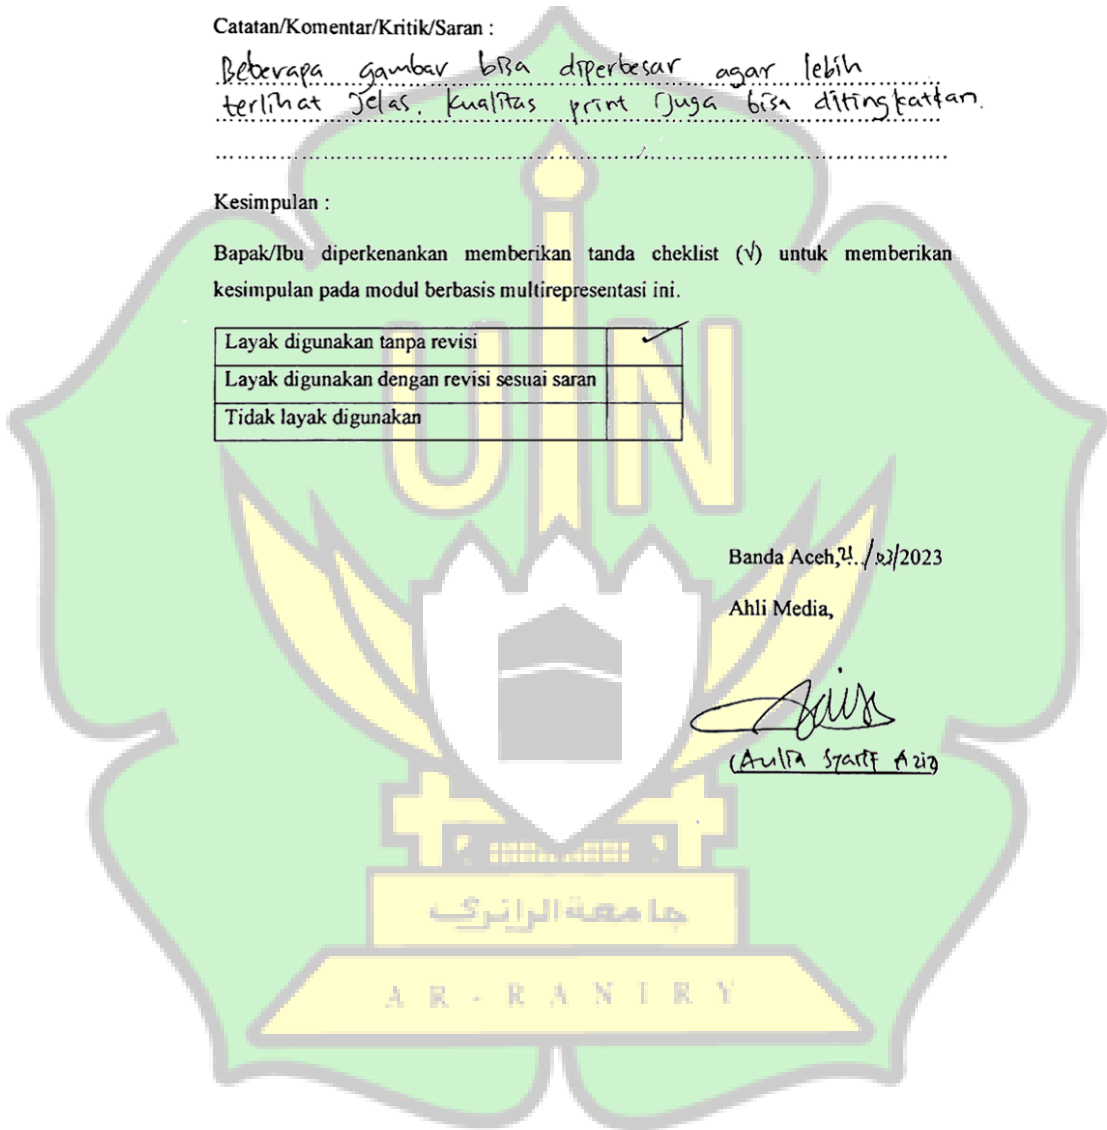 Catatan/Komentar/Kritik/Saran :
Beberapa gambar bisa diperbesar agar lebih
terlihat jelas. kualitas print juga bisa ditingkatkan.
Kesimpulan :
Bapak/Ibu diperkenankan memberikan tanda cheklist (√) untuk memberikan
kesimpulan pada modul berbasis multirepresentasi ini.
Layak digunakan tanpa revisi ✓
Layak digunakan dengan revisi sesuai saran
Tidak layak digunakan
UIN
Banda Aceh, 21../03/2023
Ahli Media,
(Aulia Syarif Aziz)
جامعة الرانري
AR-RANIRY